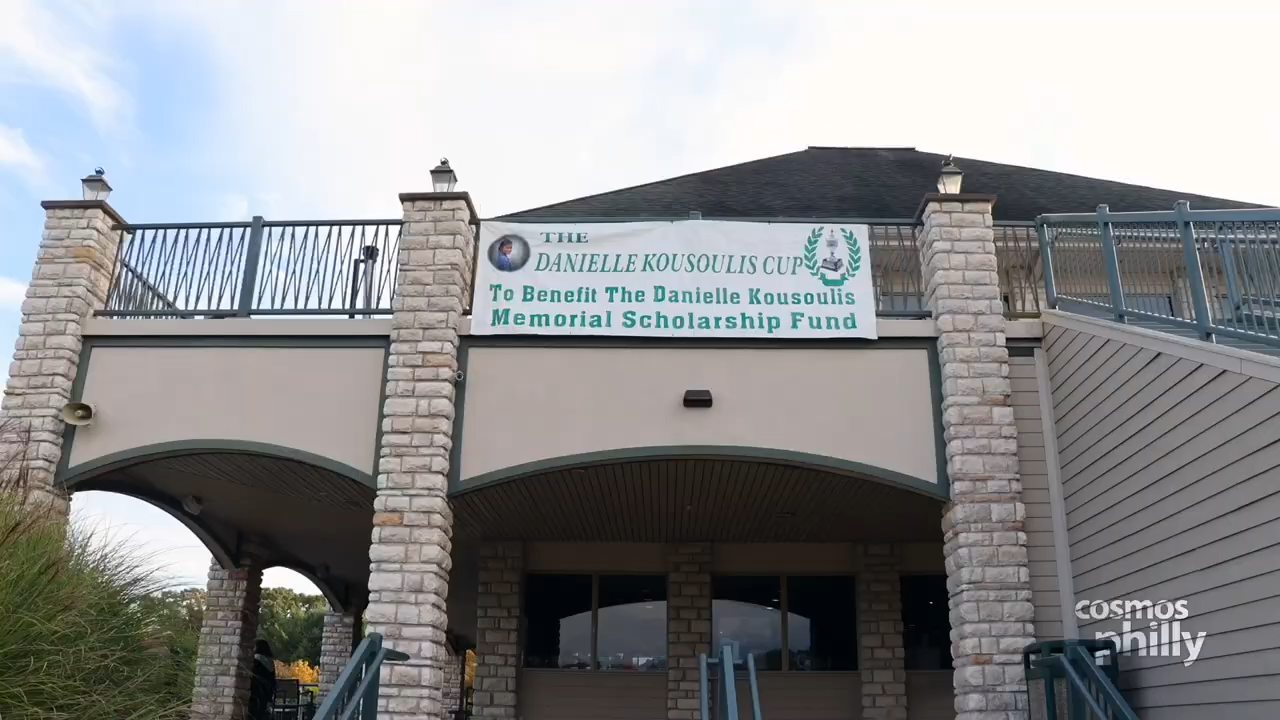 THE
DANIELLE KOUSOULIS CUP
To Benefit The Danielle Kousoulis
Memorial Scholarship Fund
cosmos
philly